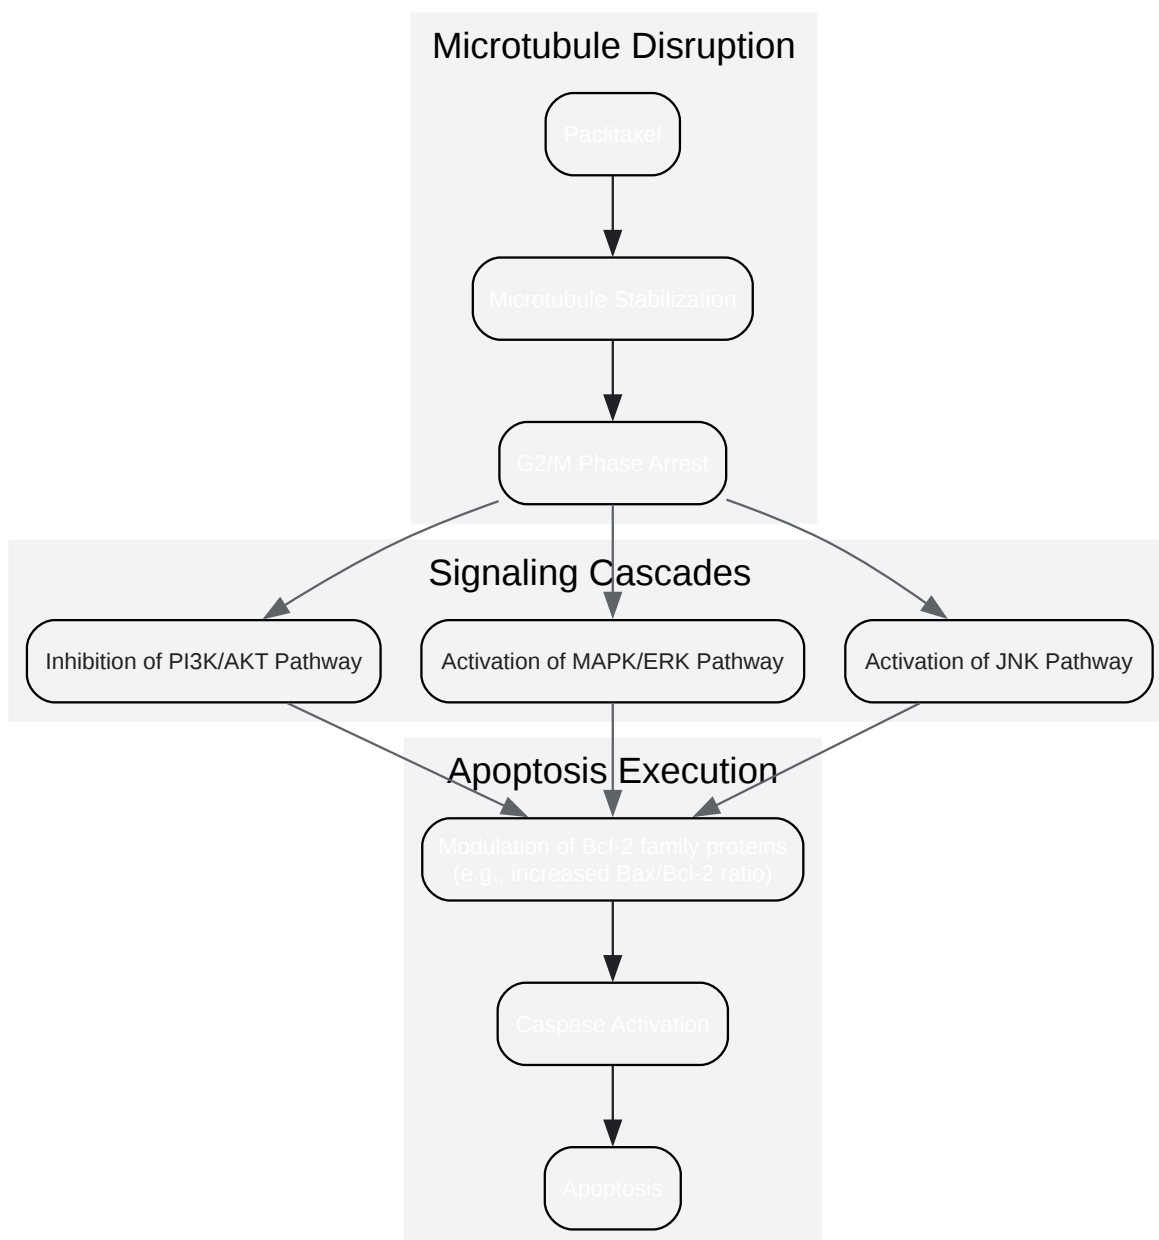 Microtubule Disruption
Paclitaxel
Microtubule Stabilization
G2/M Phase Arrest
Signaling Cascades
Inhibition of PI3K/AKT Pathway
Activation of MAPK/ERK Pathway
Activation of JNK Pathway
Apoptosis Execution
Modulation of Bcl-2 family proteins
(e.g., increased Bax/Bcl-2 ratio)
Caspase Activation
Apoptosis